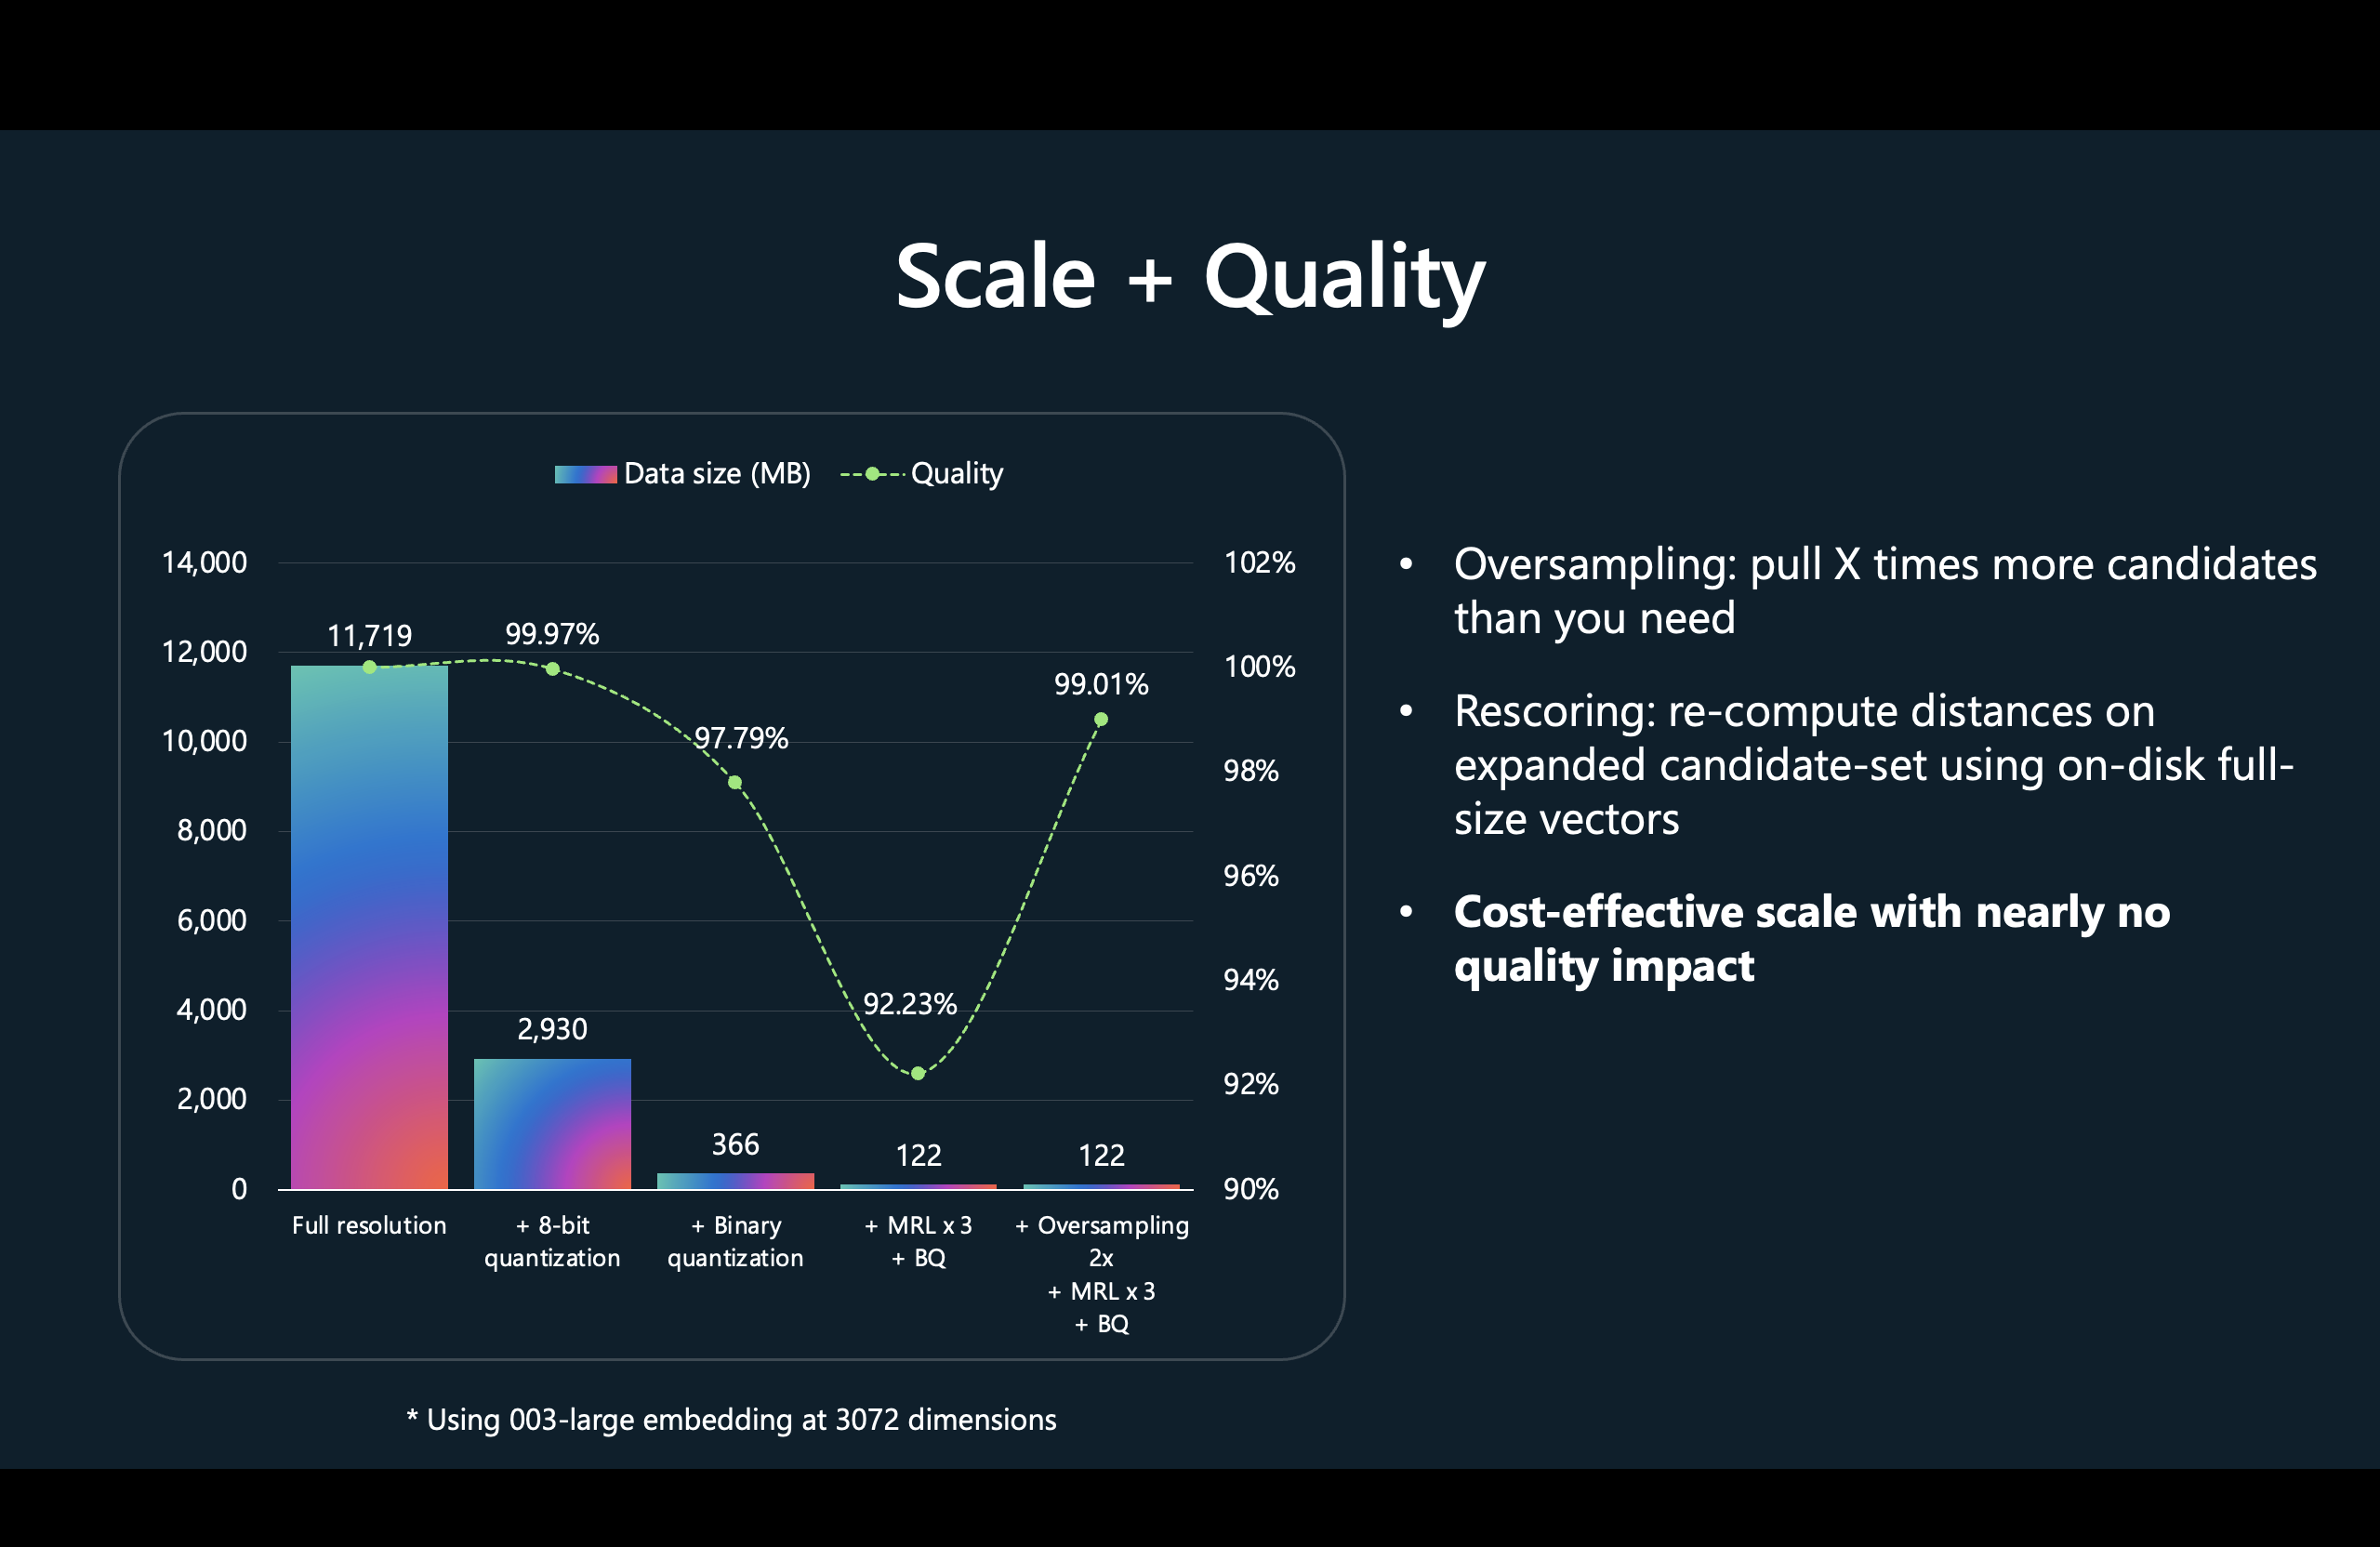 Scale + Quality
Data size (MB)
Quality
14,000
12,000
10,000
8,000
6,000
4,000
2,000
0
102%
100%
98%
96%
94%
92%
90%
11,719
99.97%
97.79%
92.23%
99.01%
2,930
366
122
122
Full resolution
+ 8-bit
quantization
+ Binary
quantization
+ MRL x 3
+ BQ
+ Oversampling
2x
+ MRL x 3
+ BQ
* Using 003-large embedding at 3072 dimensions
• Oversampling: pull X times more candidates
than you need
• Rescoring: re-compute distances on
expanded candidate-set using on-disk full-
size vectors
• Cost-effective scale with nearly no
quality impact